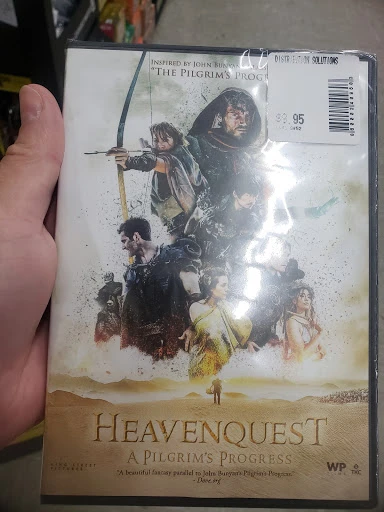 INSPIRED BY JOHN BUNYAN
"THE PILGRIM'S PROG
DISTRIBUTION SOLUTIONS
.95
HEAVENQUEST
A PILGRIM'S PROGRESS
"A beautiful fantasy parallel to John Bunyan's Pilgrim's Progress"
- Dove.org
WP
TRC